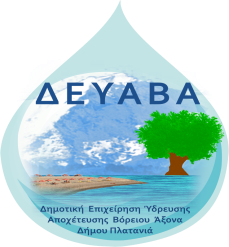 ΔΕΥΑΒΑ
Δημοτική Επιχείρηση Ύδρευσης
Αποχέτευσης Βόρειου Άξονα
Δήμου Πλατανιά